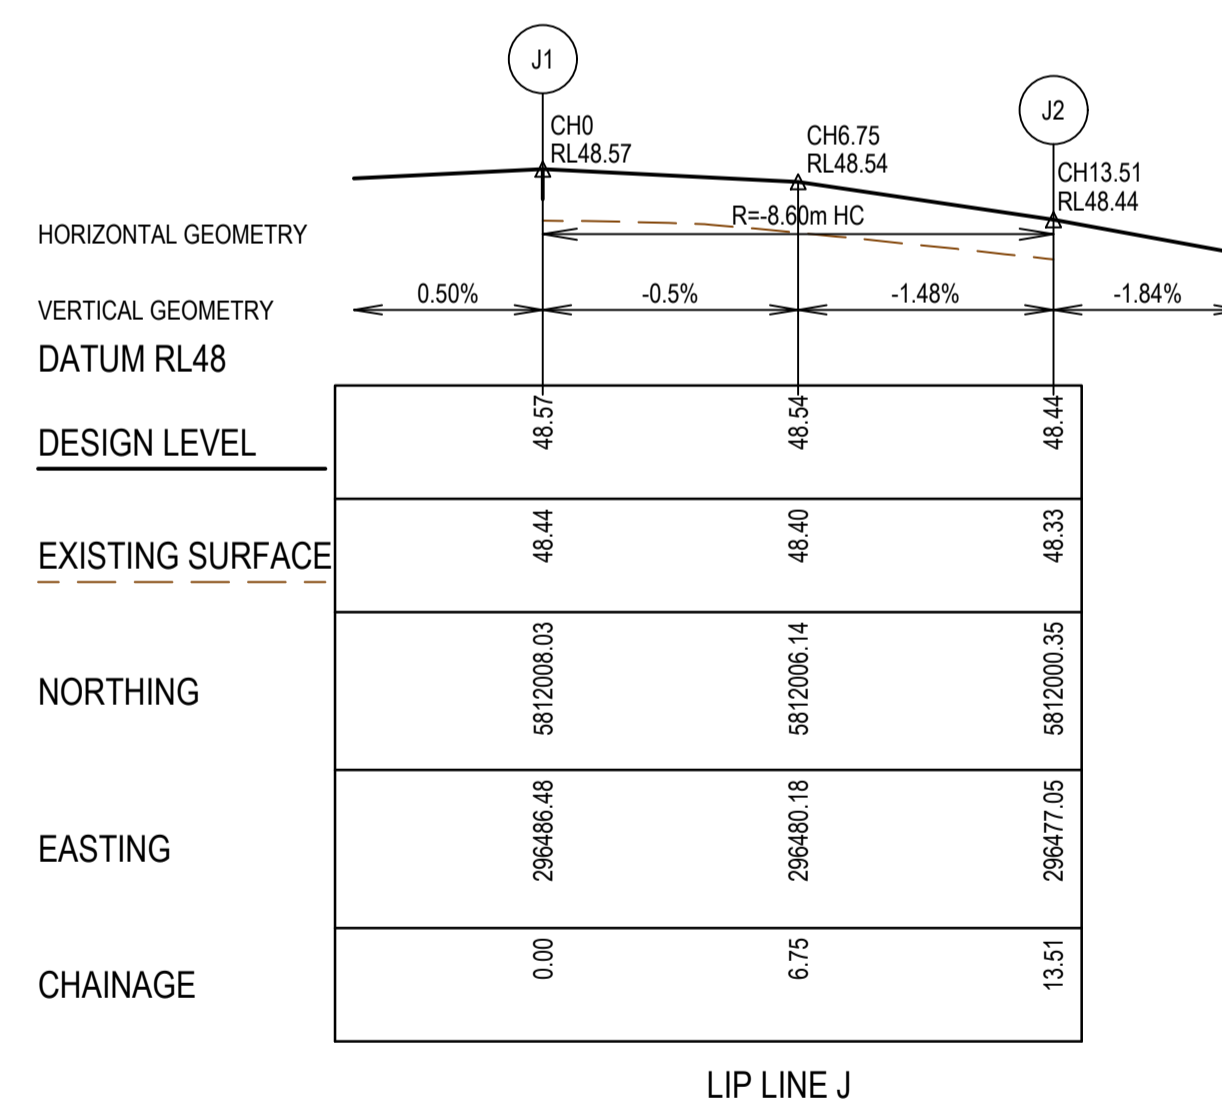 J1
J2
CH0
RL48.57
CH6.75
RL48.54
CH13.51
RL48.44
HORIZONTAL GEOMETRY
R=-8.60m HC
VERTICAL GEOMETRY
0.50%
-0.5%
-1.48%
-1.84%
DATUM RL48
DESIGN LEVEL
48.57
48.54
48.44
EXISTING SURFACE
48.44
48.40
48.33
NORTHING
5812008.03
5812006.14
5812000.35
EASTING
296486.48
296480.18
296477.05
CHAINAGE
0.00
6.75
13.51
LIP LINE J